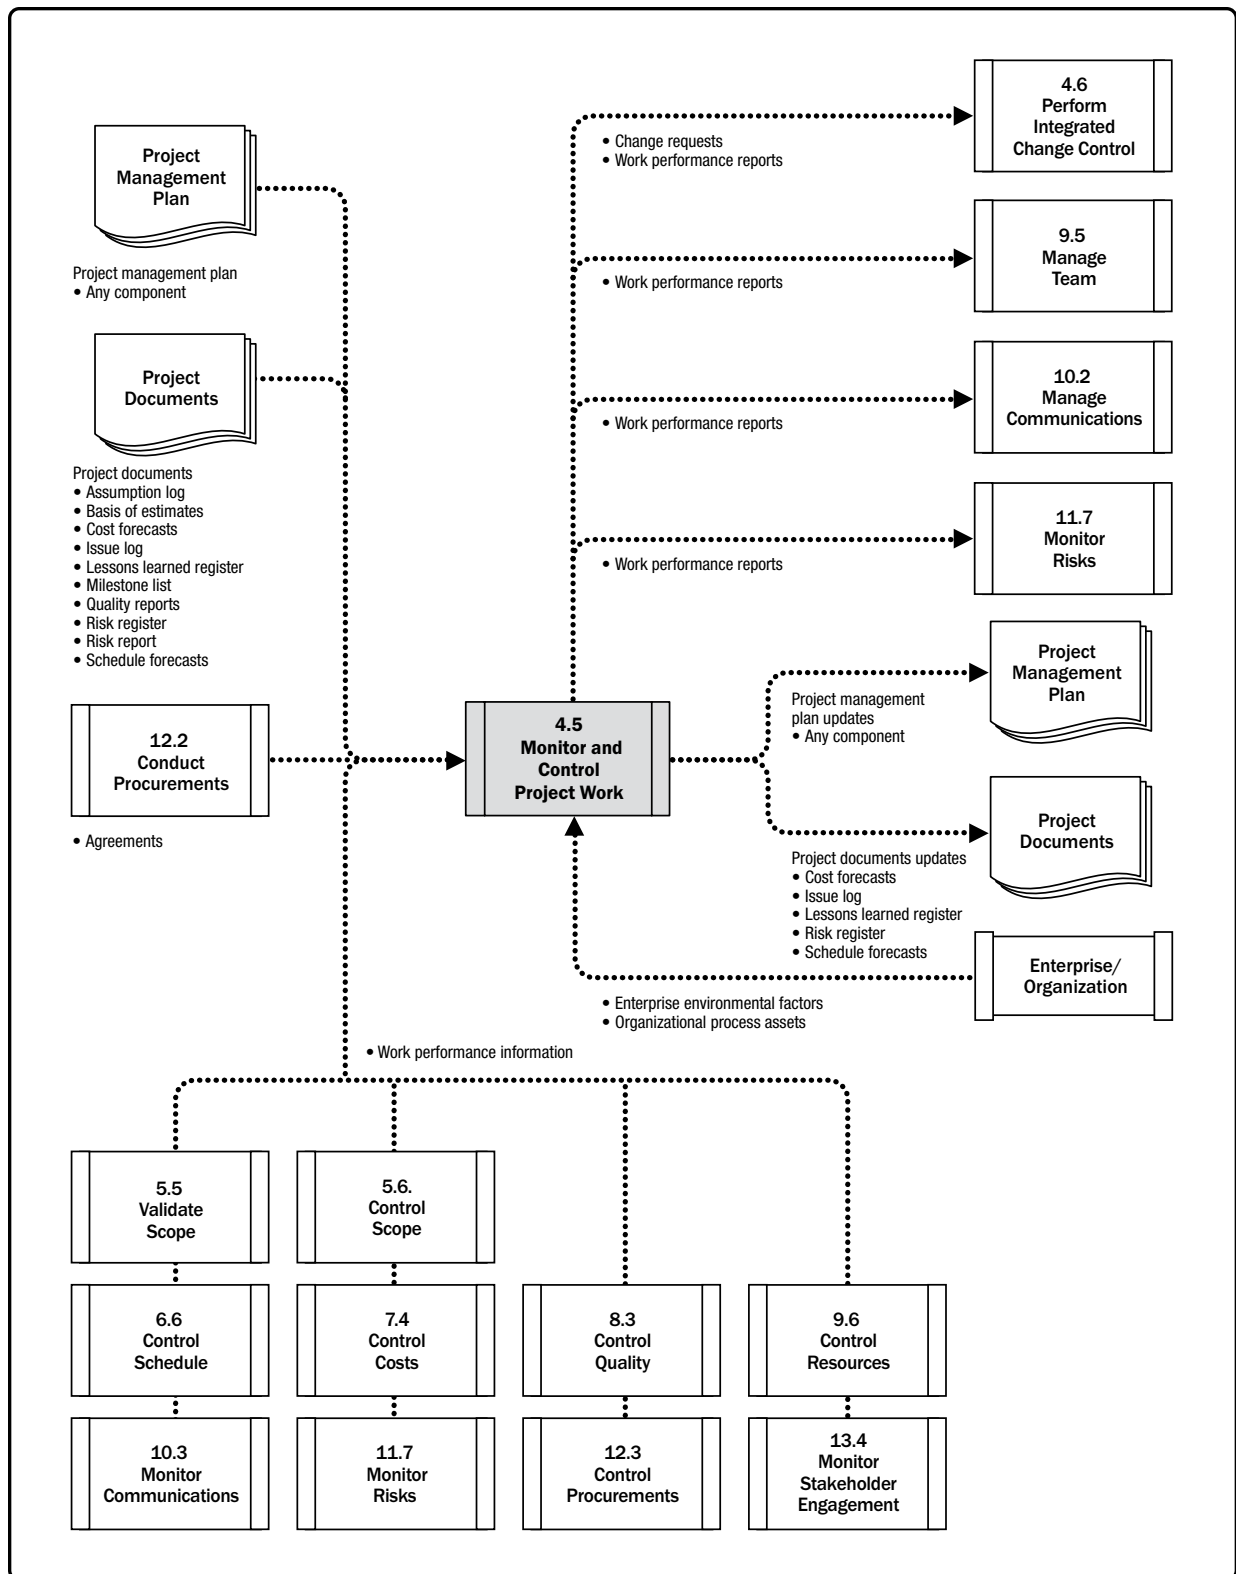 4.6
Perform
Integrated
Change Control
• Change requests
• Work performance reports
Project
Management
Plan
Project management plan
• Any component
9.5
Manage
Team
• Work performance reports
Project
Documents
Project documents
• Assumption log
• Basis of estimates
• Cost forecasts
• Issue log
• Lessons learned register
• Milestone list
• Quality reports
• Risk register
• Risk report
• Schedule forecasts
10.2
Manage
Communications
• Work performance reports
11.7
Monitor
Risks
• Work performance reports
12.2
Conduct
Procurements
• Agreements
4.5
Monitor and
Control
Project Work
Project management
plan updates
• Any component
Project
Management
Plan
Project documents updates
• Cost forecasts
• Issue log
• Lessons learned register
• Risk register
• Schedule forecasts
Project
Documents
Enterprise/
Organization
• Enterprise environmental factors
• Organizational process assets
• Work performance information
5.5
Validate
Scope
5.6.
Control
Scope
6.6
Control
Schedule
7.4
Control
Costs
8.3
Control
Quality
9.6
Control
Resources
10.3
Monitor
Communications
11.7
Monitor
Risks
12.3
Control
Procurements
13.4
Monitor
Stakeholder
Engagement